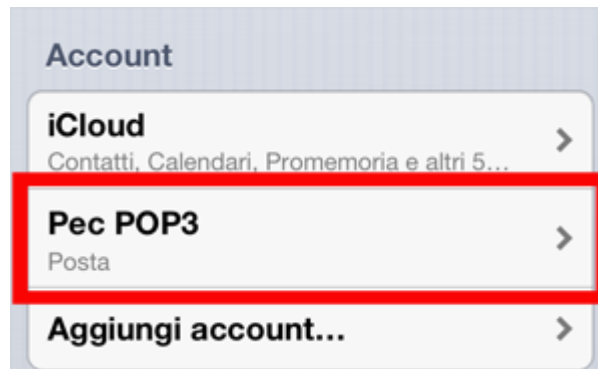 Account
iCloud
Contatti, Calendari, Promemoria e altri 5...
Pec POP3
Posta
Aggiungi account...